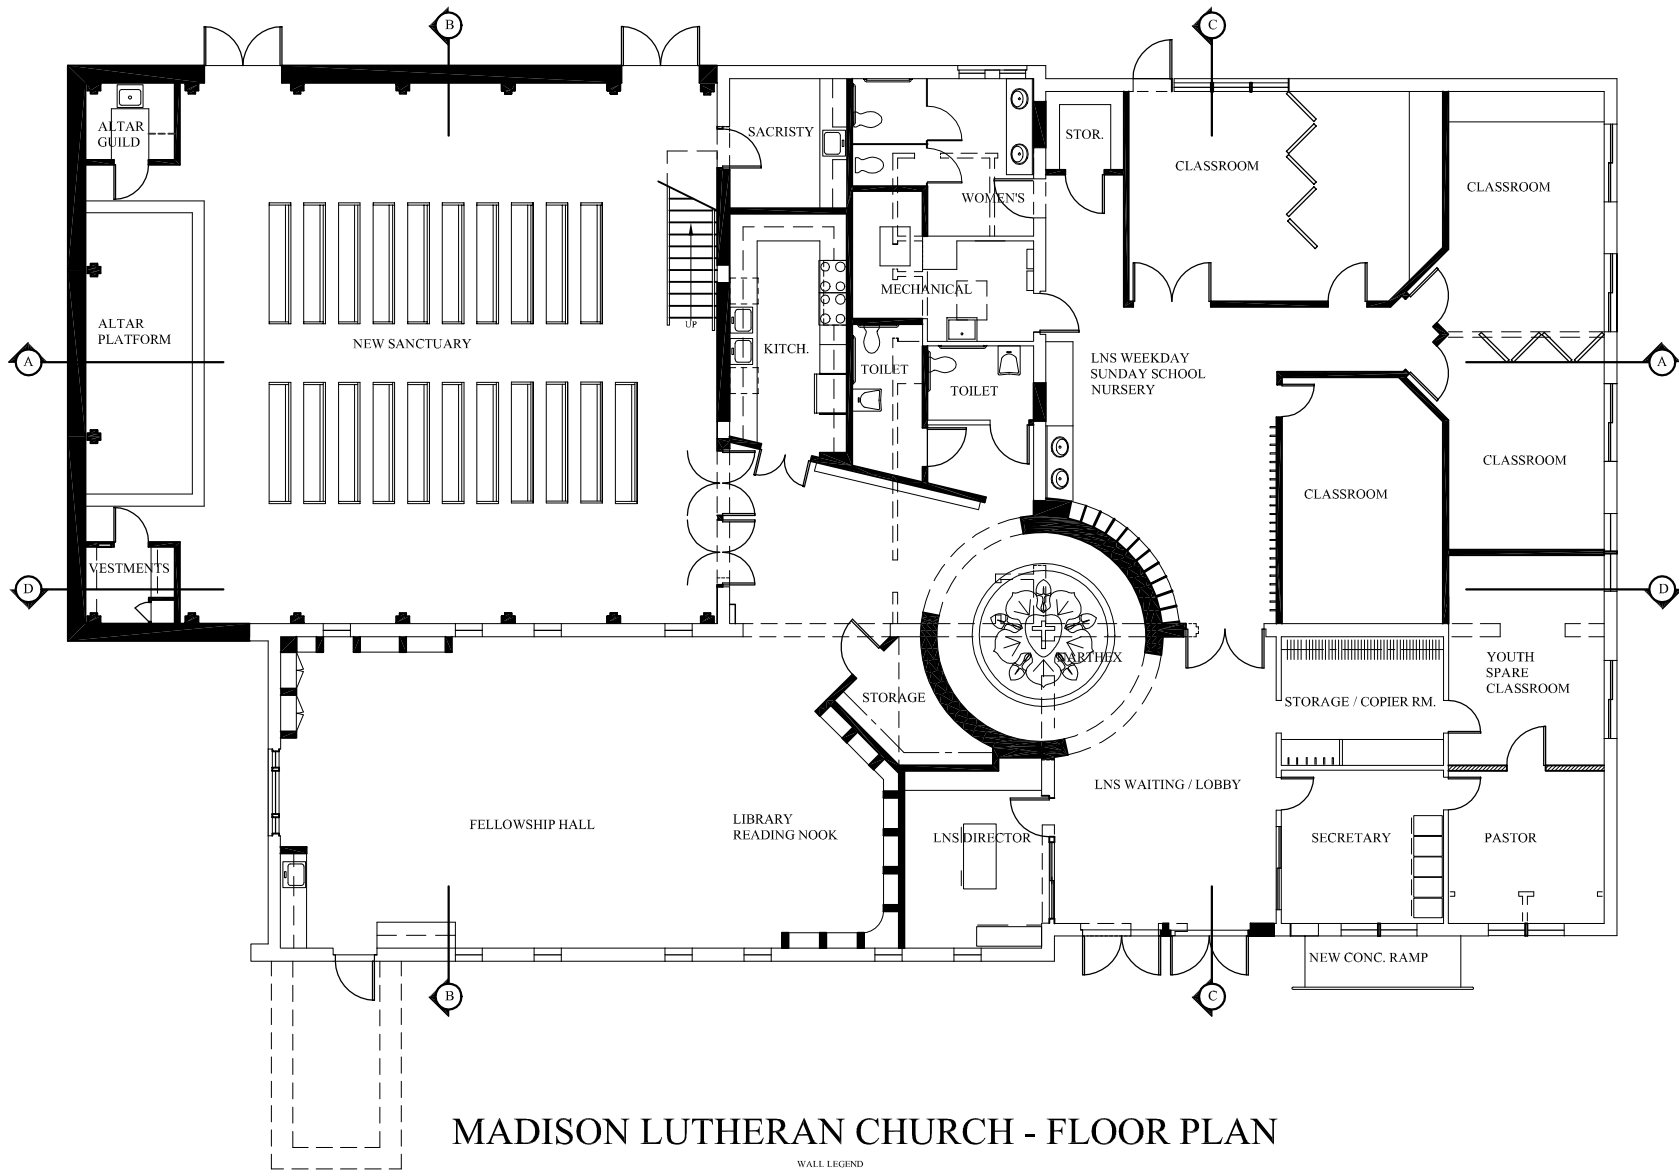 B
C
ALTAR
GUILD
SACRISTY
STOR.
CLASSROOM
CLASSROOM
WOMEN'S
MECHANICAL
ALTAR
PLATFORM
UP
NEW SANCTUARY
KITCH.
TOILET
TOILET
LNS WEEKDAY
SUNDAY SCHOOL
NURSERY
A
A
CLASSROOM
CLASSROOM
VESTMENTS
D
D
NARTHEX
STORAGE
YOUTH
SPARE
CLASSROOM
STORAGE / COPIER RM.
LNS WAITING / LOBBY
FELLOWSHIP HALL
LIBRARY
READING NOOK
LNS DIRECTOR
SECRETARY
PASTOR
NEW CONC. RAMP
B
C
MADISON LUTHERAN CHURCH - FLOOR PLAN
WALL LEGEND